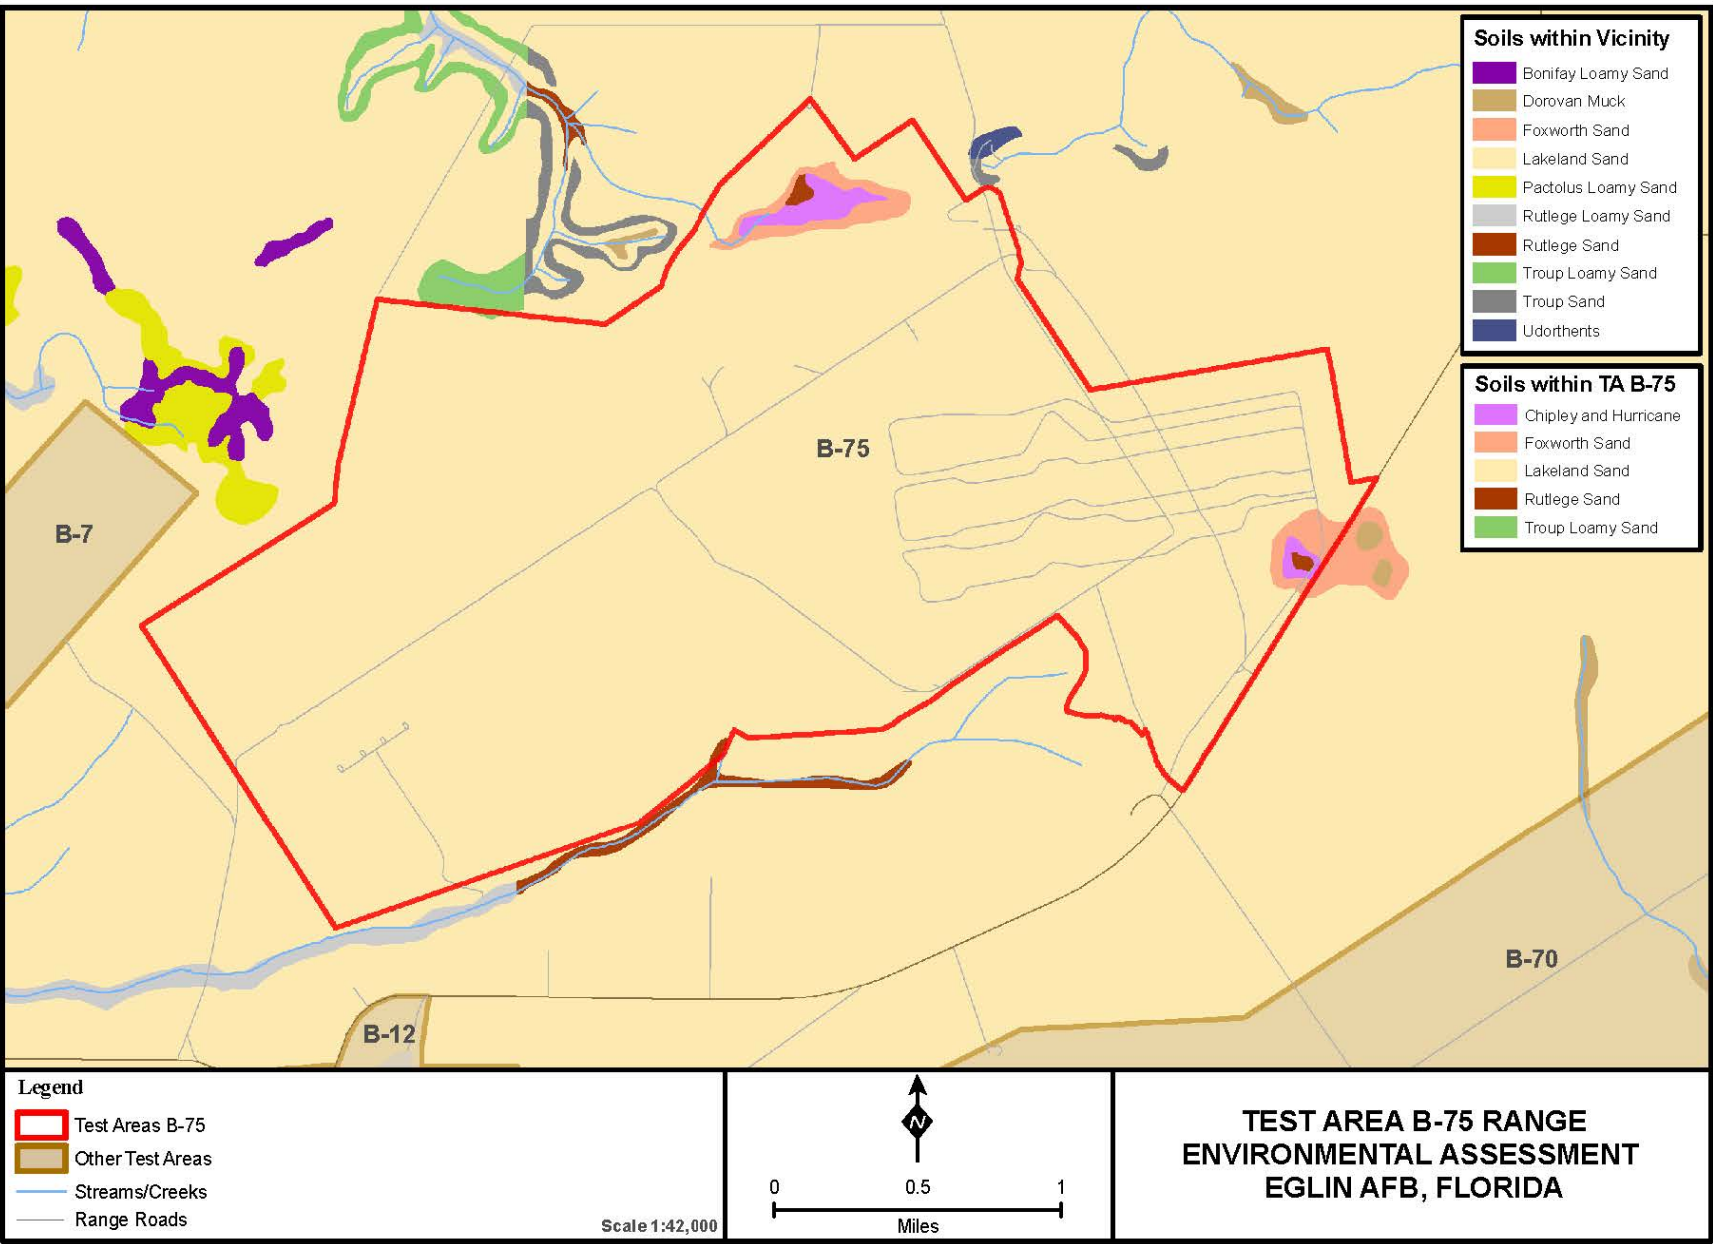 Soils within Vicinity
Bonifay Loamy Sand
Dorovan Muck
Foxworth Sand
Lakeland Sand
Pactolus Loamy Sand
Rutlege Loamy Sand
Rutlege Sand
Troup Loamy Sand
Troup Sand
Udorthents
Soils within TA B-75
Chipley and Hurricane
Foxworth Sand
Lakeland Sand
Rutlege Sand
Troup Loamy Sand
B-75
B-7
B-70
B-12
Legend
Test Areas B-75
Other Test Areas
Streams/Creeks
Range Roads
Scale 1:42,000
N
0 0.5 1
Miles
TEST AREA B-75 RANGE
ENVIRONMENTAL ASSESSMENT
EGLIN AFB, FLORIDA